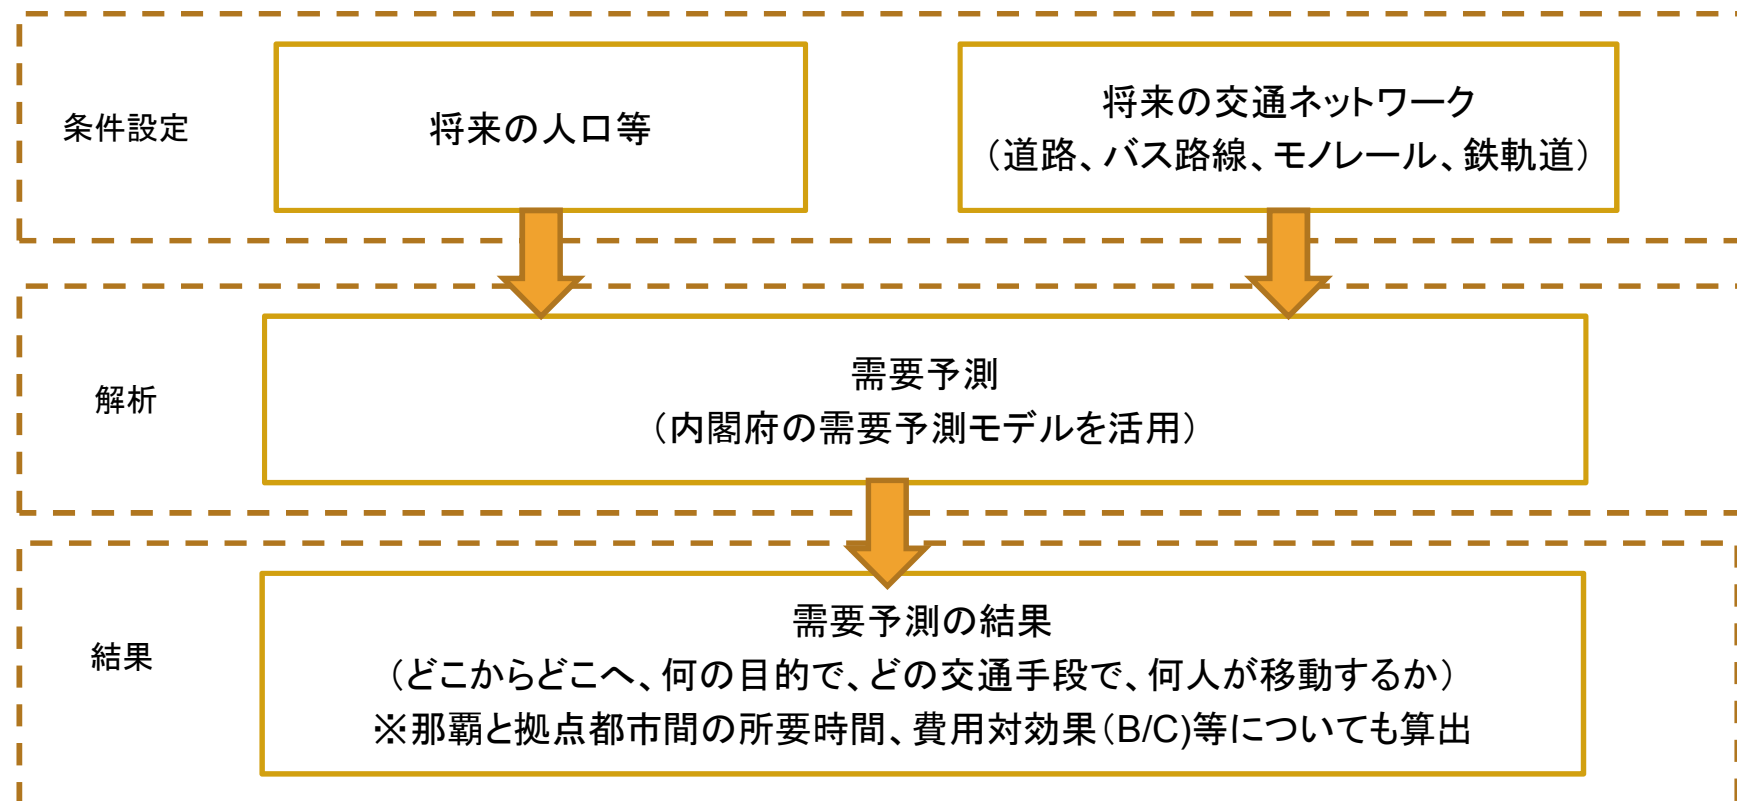 条件設定
将来の人口等
将来の交通ネットワーク
（道路、バス路線、モノレール、鉄軌道）
解析
需要予測
（内閣府の需要予測モデルを活用）
結果
需要予測の結果
（どこからどこへ、何の目的で、どの交通手段で、何人が移動するか）
※那覇と拠点都市間の所要時間、費用対効果（B/C)等についても算出